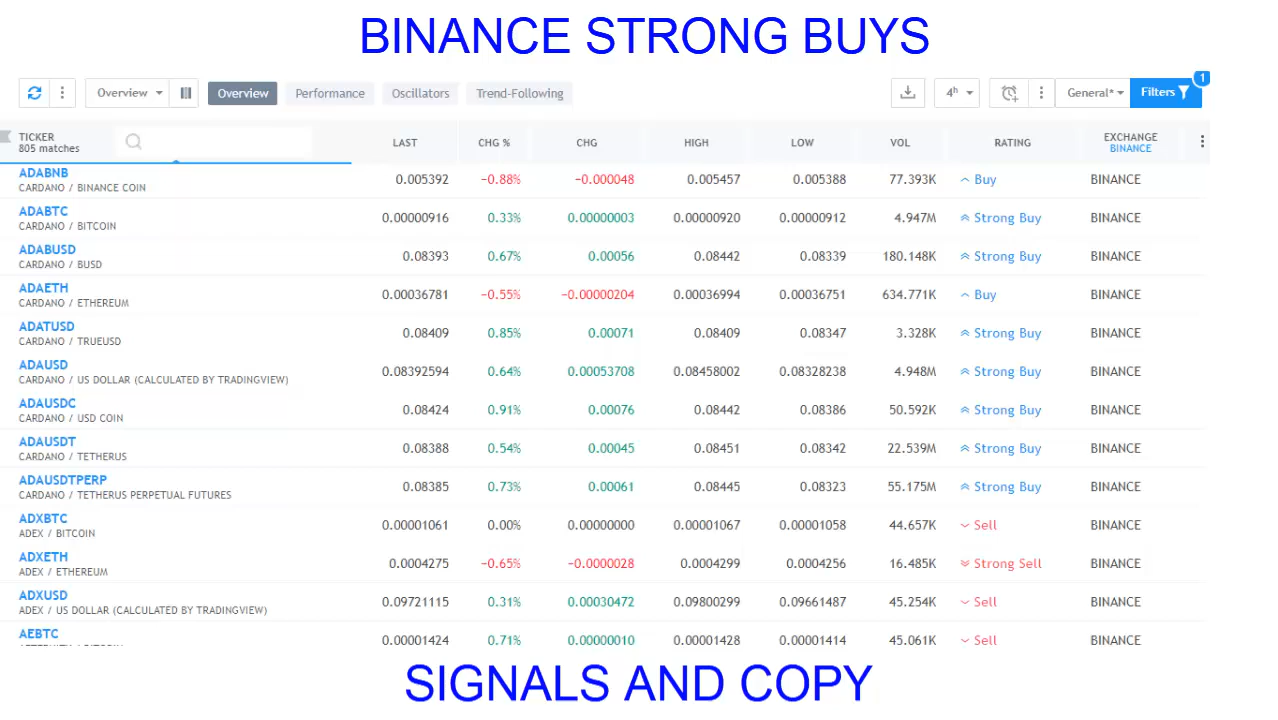 BINANCE STRONG BUYS
Overview Overview Performance Oscillators Trend-Following 4h General* Filters 1
TICKER LAST CHG % CHG HIGH LOW VOL RATING EXCHANGE
805 matches BINANCE
ADABNB 0.005392 −0.88% −0.000048 0.005457 0.005388 77.393K Buy BINANCE
CARDANO / BINANCE COIN
ADABTC 0.00000916 0.33% 0.00000003 0.00000920 0.00000912 4.947M Strong Buy BINANCE
CARDANO / BITCOIN
ADABUSD 0.08393 0.67% 0.00056 0.08442 0.08339 180.148K Strong Buy BINANCE
CARDANO / BUSD
ADAETH 0.00036781 −0.55% −0.00000204 0.00036994 0.00036751 634.771K Buy BINANCE
CARDANO / ETHEREUM
ADATUSD 0.08409 0.85% 0.00071 0.08409 0.08347 3.328K Strong Buy BINANCE
CARDANO / TRUEUSD
ADAUSD 0.08392594 0.64% 0.00053708 0.08458002 0.08328238 4.948M Strong Buy BINANCE
CARDANO / US DOLLAR (CALCULATED BY TRADINGVIEW)
ADAUSDC 0.08424 0.91% 0.00076 0.08442 0.08386 50.592K Strong Buy BINANCE
CARDANO / USD COIN
ADAUSDT 0.08388 0.54% 0.00045 0.08451 0.08342 22.539M Strong Buy BINANCE
CARDANO / TETHERUS
ADAUSDTPERP 0.08385 0.73% 0.00061 0.08445 0.08323 55.175M Strong Buy BINANCE
CARDANO / TETHERUS PERPETUAL FUTURES
ADXBTC 0.00001061 0.00% 0.00000000 0.00001067 0.00001058 44.657K Sell BINANCE
ADEX / BITCOIN
ADXETH 0.0004275 −0.65% −0.0000028 0.0004299 0.0004256 16.485K Strong Sell BINANCE
ADEX / ETHEREUM
ADXUSD 0.09721115 0.31% 0.00030472 0.09800299 0.09661487 45.254K Sell BINANCE
ADEX / US DOLLAR (CALCULATED BY TRADINGVIEW)
AEBTC 0.00001424 0.71% 0.00000010 0.00001428 0.00001414 45.061K Sell BINANCE
SIGNALS AND COPY